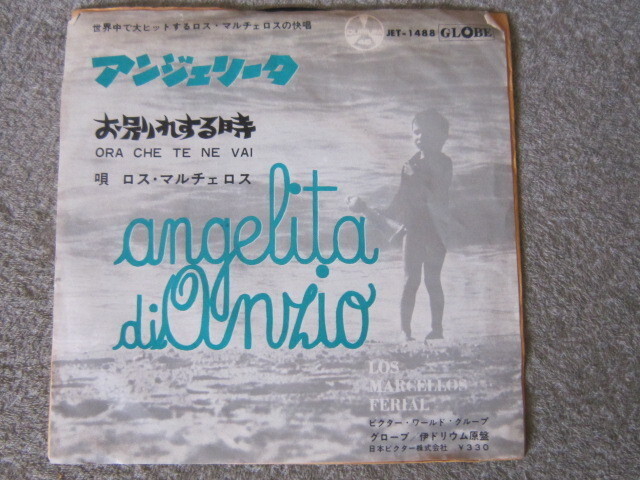 世界中で大ヒットするロス・マルチェロスの快唱
JET-1488 GLOBE
アンジェリータ
お別れする時
ORA CHE TE NE VAI
唄 ロス・マルチェロス
angelita
di Anzio
LOS
MARCELLOS
FERIAL
ビクター・ワールド・グループ
グローブ/伊ドリウム原盤
日本ビクター株式会社 ¥330